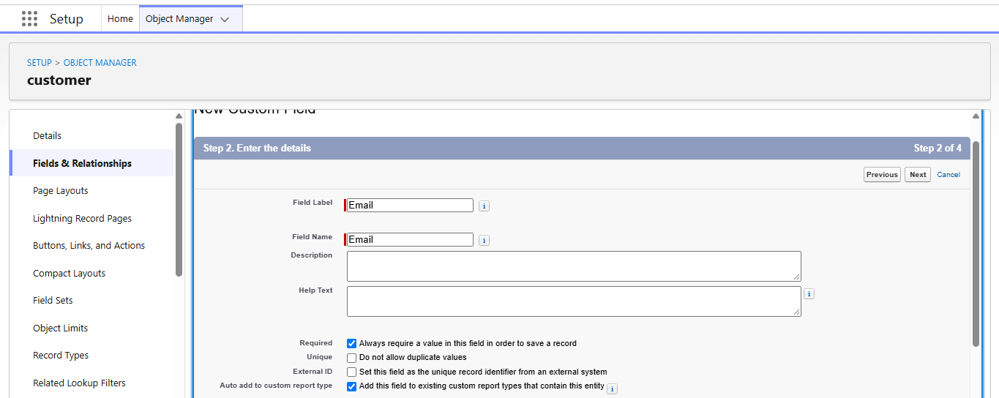 Setup Home Object Manager
SETUP > OBJECT MANAGER
customer
Details
Fields & Relationships
Page Layouts
Lightning Record Pages
Buttons, Links, and Actions
Compact Layouts
Field Sets
Object Limits
Record Types
Related Lookup Filters
New Custom Field
Step 2. Enter the details Step 2 of 4
Previous Next Cancel
Field Label Email i
Field Name Email i
Description
Help Text i
Required Always require a value in this field in order to save a record
Unique Do not allow duplicate values
External ID Set this field as the unique record identifier from an external system
Auto add to custom report type Add this field to existing custom report types that contain this entity i